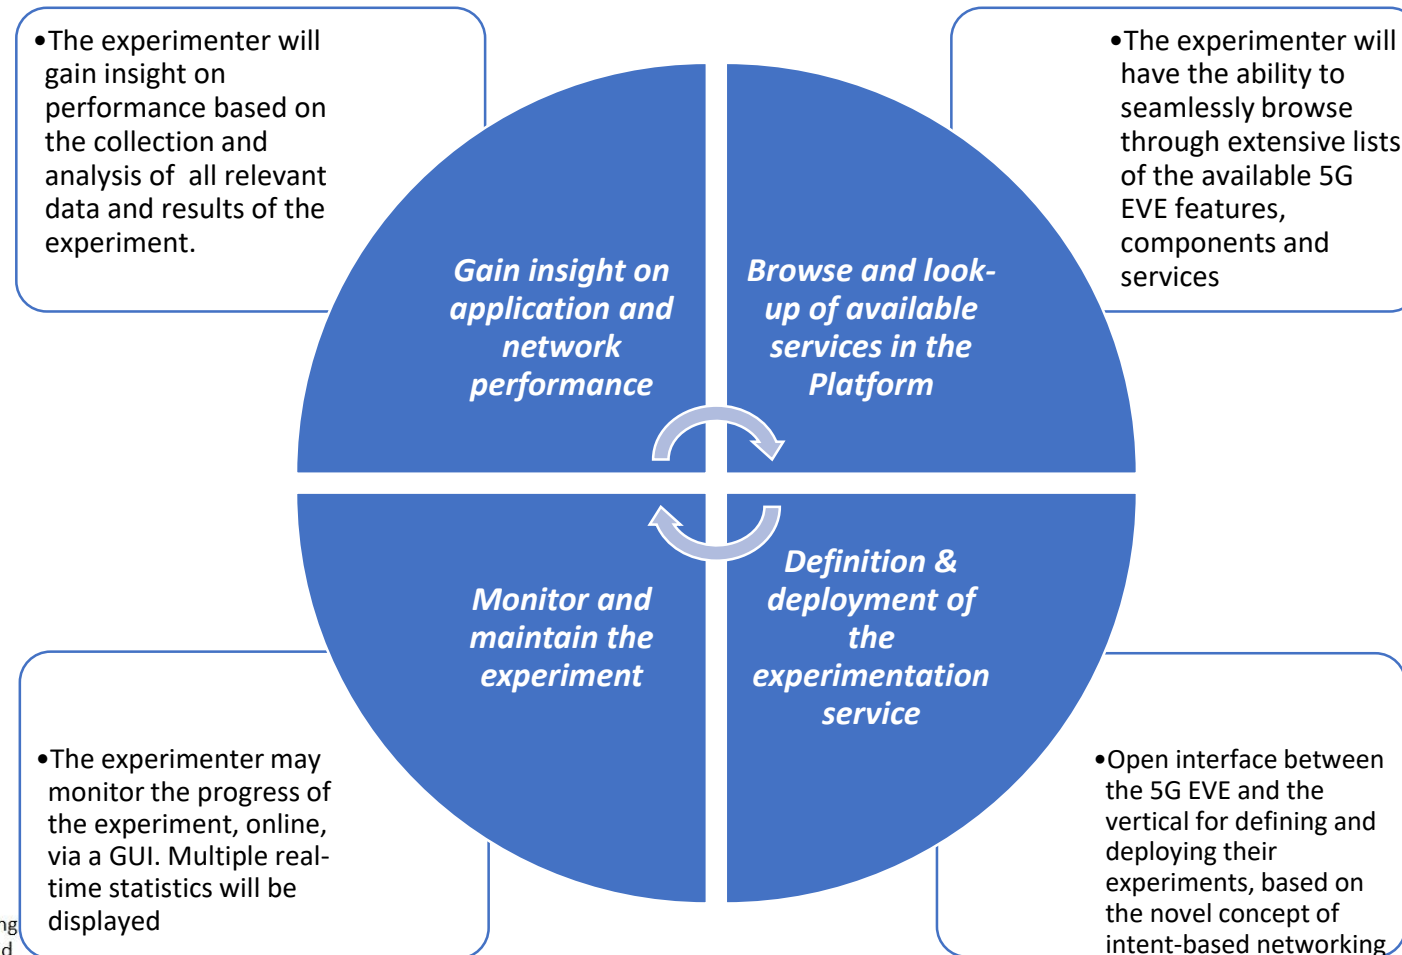 •The experimenter will
gain insight on
performance based on
the collection and
analysis of  all relevant
data and results of the
experiment.
•The experimenter will
have the ability to
seamlessly browse
through extensive lists
of the available 5G
EVE features,
components and
services
Gain insight on
application and
network
performance
Browse and look-
up of available
services in the
Platform
Monitor and
maintain the
experiment
Definition &
deployment of
the
experimentation
service
•The experimenter may
monitor the progress of
the experiment, online,
via a GUI. Multiple real-
time statistics will be
displayed
•Open interface between
the 5G EVE and the
vertical for defining and
deploying their
experiments, based on
the novel concept of
intent-based networking